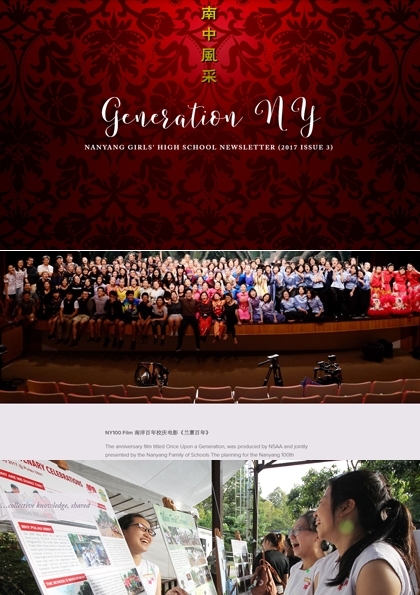 南
中
風
采
Generation NY
NANYANG GIRLS' HIGH SCHOOL NEWSLETTER (2017 ISSUE 3)
NY100 Film 南洋百年校庆电影《兰蕙百年》
The anniversary film titled Once Upon a Generation, was produced by NSAA and jointly
presented by the Nanyang Family of Schools The planning for the Nanyang 100th
ENARY CELEBRATIONS
...collective knowledge, shared